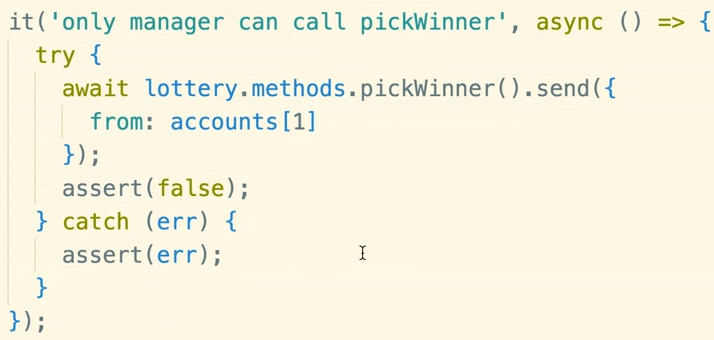 it('only manager can call pickWinner', async () => {
  try {
    await lottery.methods.pickWinner().send({
      from: accounts[1]
    });
    assert(false);
  } catch (err) {
    assert(err);
  }
});